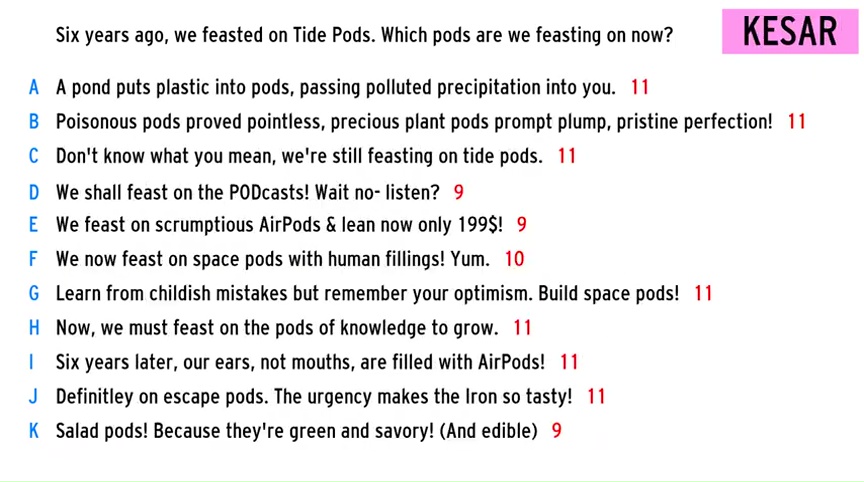 Six years ago, we feasted on Tide Pods. Which pods are we feasting on now?
KESAR
A A pond puts plastic into pods, passing polluted precipitation into you. 11
B Poisonous pods proved pointless, precious plant pods prompt plump, pristine perfection! 11
C Don't know what you mean, we're still feasting on tide pods. 11
D We shall feast on the PODcasts! Wait no- listen? 9
E We feast on scrumptious AirPods & lean now only 199$! 9
F We now feast on space pods with human fillings! Yum. 10
G Learn from childish mistakes but remember your optimism. Build space pods! 11
H Now, we must feast on the pods of knowledge to grow. 11
I Six years later, our ears, not mouths, are filled with AirPods! 11
J Definitley on escape pods. The urgency makes the Iron so tasty! 11
K Salad pods! Because they're green and savory! (And edible) 9